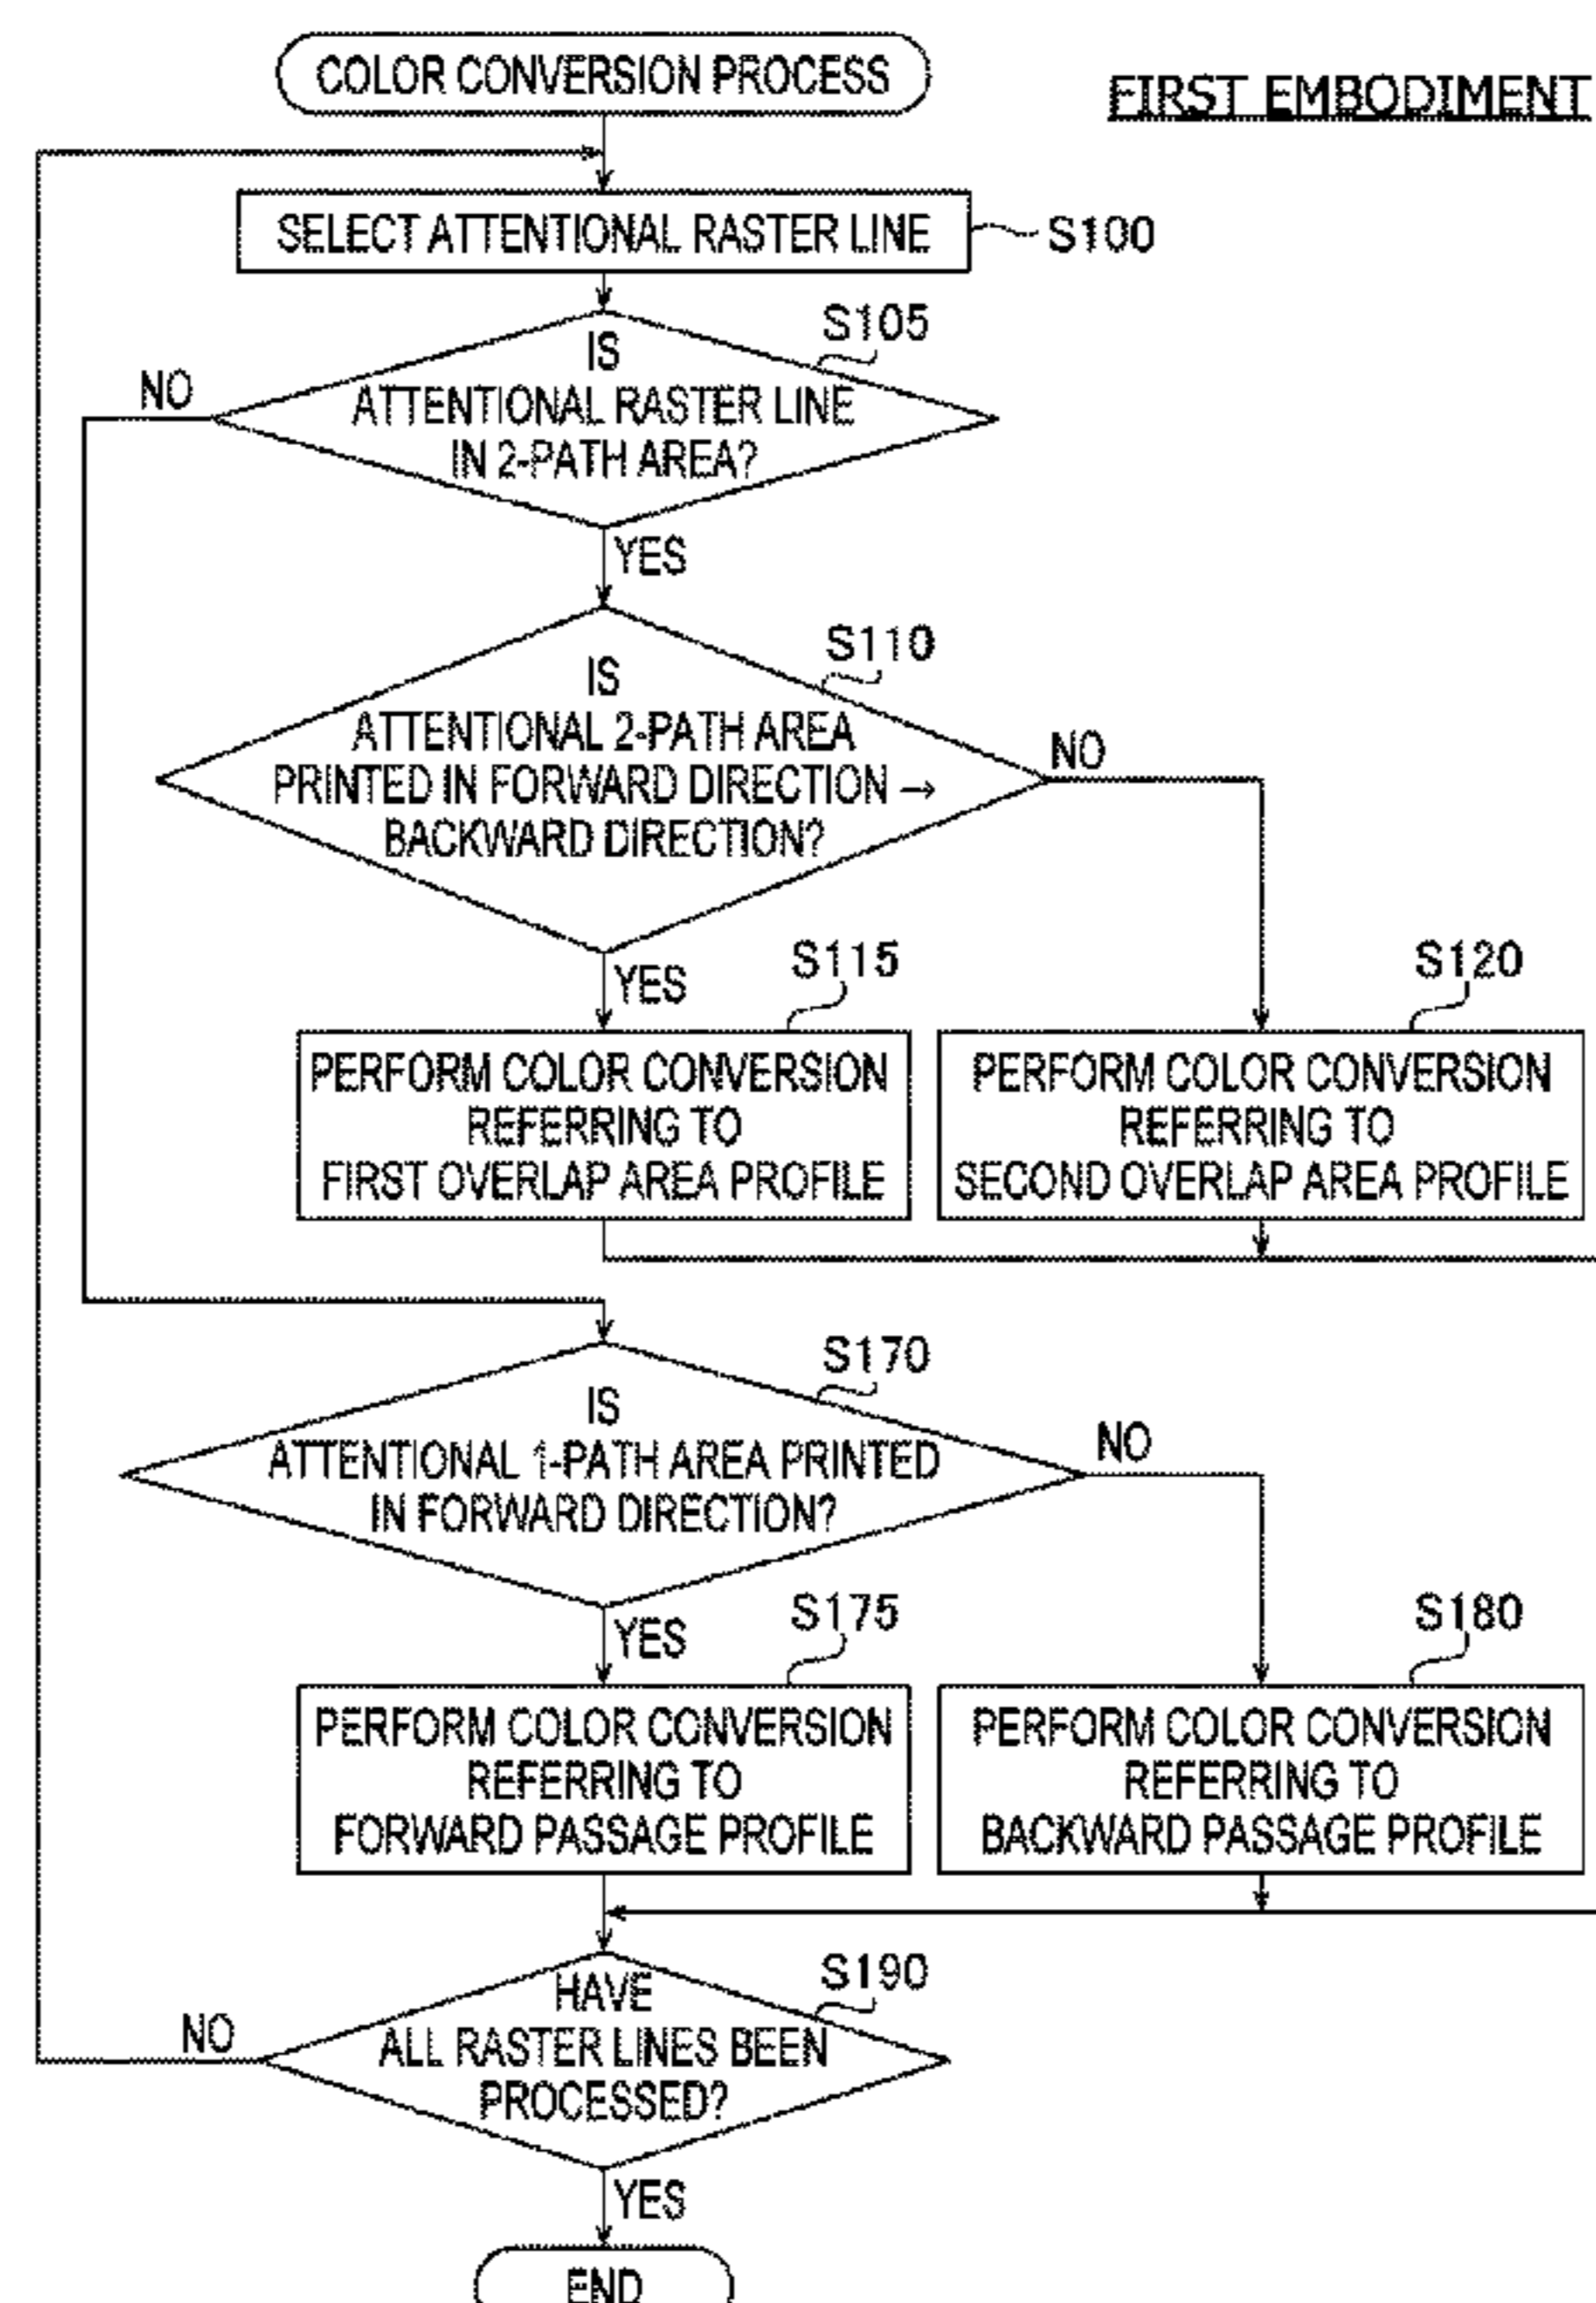 COLOR CONVERSION PROCESS
FIRST EMBODIMENT
SELECT ATTENTIONAL RASTER LINE
S100
S105
IS
ATTENTIONAL RASTER LINE
IN 2-PATH AREA?
NO
YES
S110
IS
ATTENTIONAL 2-PATH AREA
PRINTED IN FORWARD DIRECTION →
BACKWARD DIRECTION?
NO
YES
S115
S120
PERFORM COLOR CONVERSION
REFERRING TO
FIRST OVERLAP AREA PROFILE
PERFORM COLOR CONVERSION
REFERRING TO
SECOND OVERLAP AREA PROFILE
S170
IS
ATTENTIONAL 1-PATH AREA PRINTED
IN FORWARD DIRECTION?
NO
YES
S175
S180
PERFORM COLOR CONVERSION
REFERRING TO
FORWARD PASSAGE PROFILE
PERFORM COLOR CONVERSION
REFERRING TO
BACKWARD PASSAGE PROFILE
S190
HAVE
ALL RASTER LINES BEEN
PROCESSED?
NO
YES
END